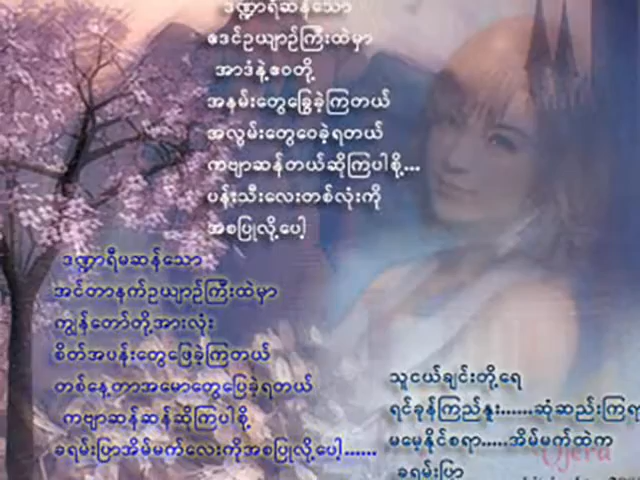 ဒဏ္ဍာရီဆန်သော
ဧဒင်ဥယျာဉ်ကြီးထဲမှာ
အာဒံနဲ့ဧဝတို့
အနမ်းတွေခြွေခဲ့ကြတယ်
အလွမ်းတွေဝေခဲ့ရတယ်
ကဗျာဆန်တယ်ဆိုကြပါစို့...
ပန်းသီးလေးတစ်လုံးကို
အစပြုလို့ပေါ့
ဒဏ္ဍာရီမဆန်သော
အင်တာနက်ဥယျာဉ်ကြီးထဲမှာ
ကျွန်တော်တို့အားလုံး
စိတ်အပန်းတွေဖြေခဲ့ကြတယ်
တစ်နေ့တာအမောတွေပြေခဲ့ရတယ်
ကဗျာဆန်ဆန်ဆိုကြပါစို့
ခရမ်းပြာအိမ်မက်လေးကိုအစပြုလို့ပေါ့......
သူငယ်ချင်းတို့ရေ
ရင်ခုန်ကြည်နူး......ဆုံဆည်းကြရာ
မမေ့နိုင်စရာ.....အိမ်မက်ထဲက
ခရမ်းပြာ